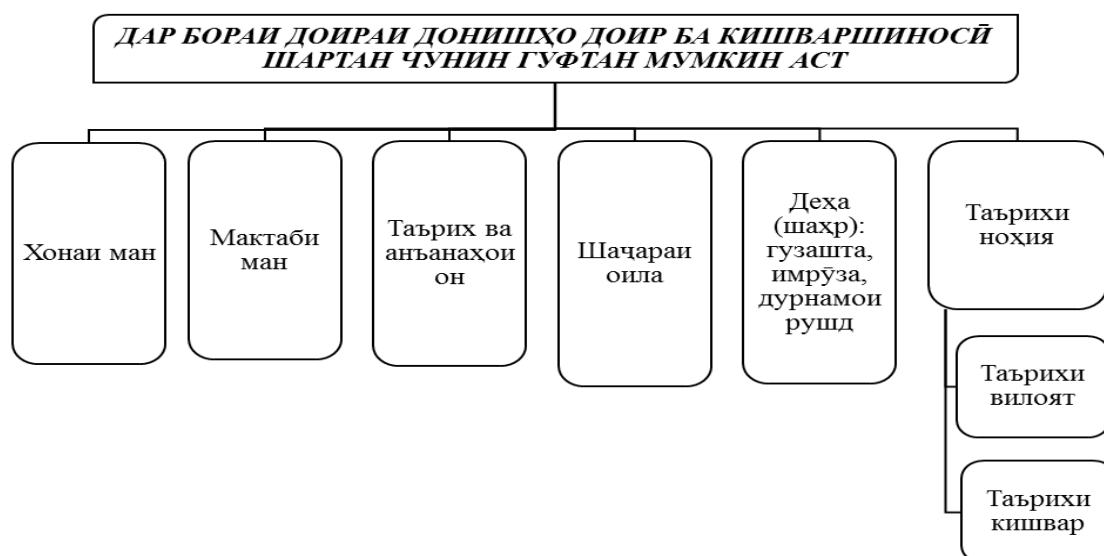 ДАР БОРАИ ДОИРАИ ДОНИШҲО ДОИР БА КИШВАРШИНОСӢ
ШАРТАН ЧУНИН ГУФТАН МУМКИН АСТ
Хонаи ман
Мактаби
ман
Таърих ва
анъанаҳои
он
Шаҷараи
оила
Деҳа
(шаҳр):
гузашта,
имрӯза,
дурнамои
рушд
Таърихи
ноҳия
Таърихи
вилоят
Таърихи
кишвар